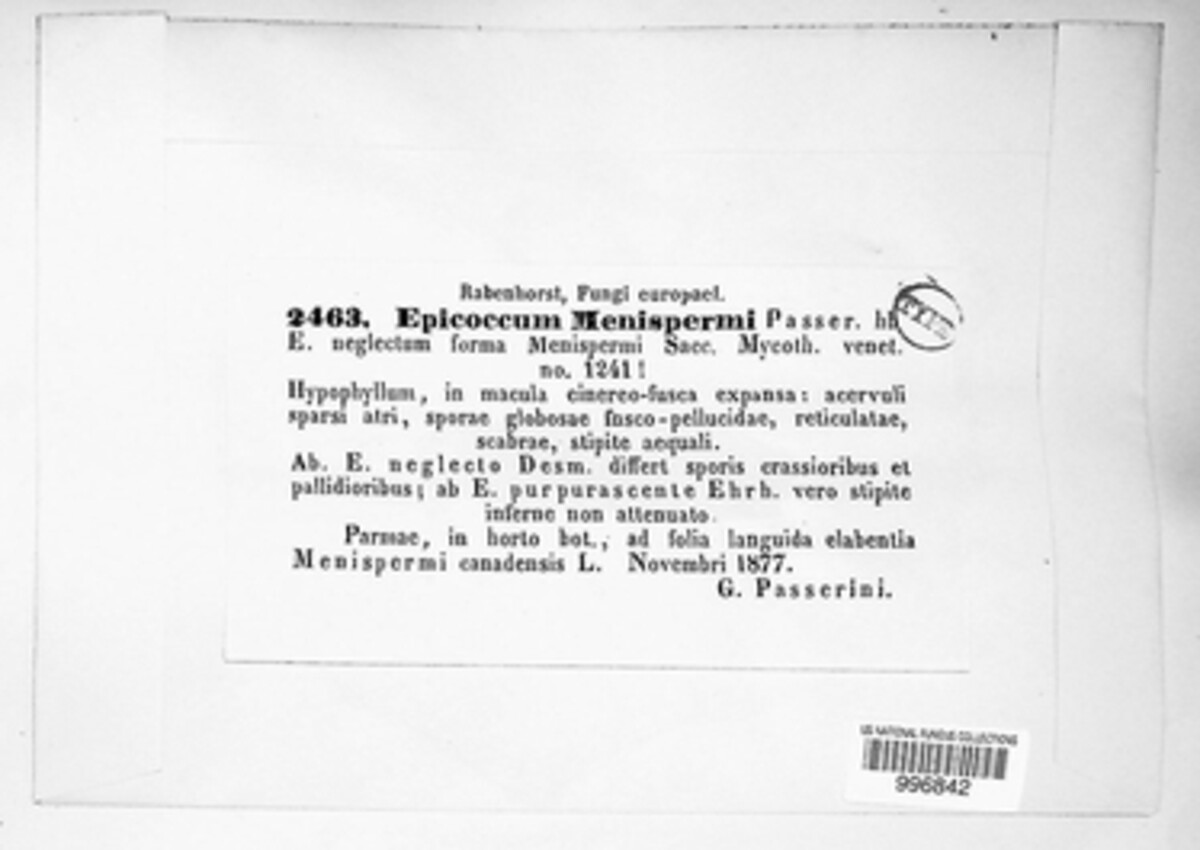 Rabenhorst, Fungi europaei.
2463. Epicoccum Menispermi Passer. hb
TYPE
E. neglectum forma Menispermi Sacc. Mycoth. venet.
no. 1241!
Hypophyllum, in macula cinereo-fusca expansa: acervuli
sparsi atri, sporae globosae fusco-pellucidae, reticulatae,
scabrae, stipite aequali.
Ab. E. neglecto Desm. differt sporis crassioribus et
pallidioribus; ab E. purpurascente Ehrb. vero stipite
inferne non attenuato.
Parmae, in horto bot., ad folia languida elabentia
Menispermi canadensis L. Novembri 1877.
G. Passerini.
US NATIONAL FUNGUS COLLECTIONS
996842